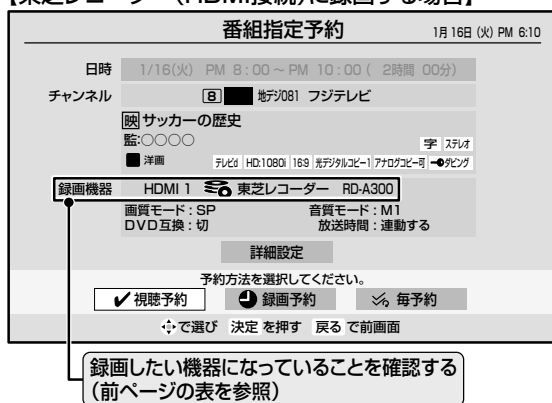 【東芝レコーダー（HDMI接続）に録画する場合】
番組指定予約 1月16日 (火) PM 6:10
日時 1/16(火) PM 8:00～PM 10:00 ( 2時間 00分)
チャンネル 8 地デジ081 フジテレビ
映 サッカーの歴史
監:○○○○
字 ステレオ
洋画 テレビd HD:1080i 16:9 光デジタルコピー1 アナログコピー可 ダビング
録画機器 HDMI 1 東芝レコーダー RD-A300
画質モード:SP 音質モード:M1
DVD互換:切 放送時間:連動する
詳細設定
予約方法を選択してください。
視聴予約 録画予約 毎予約
で選び 決定 を押す 戻る で前画面
録画したい機器になっていることを確認する
（前ページの表を参照）